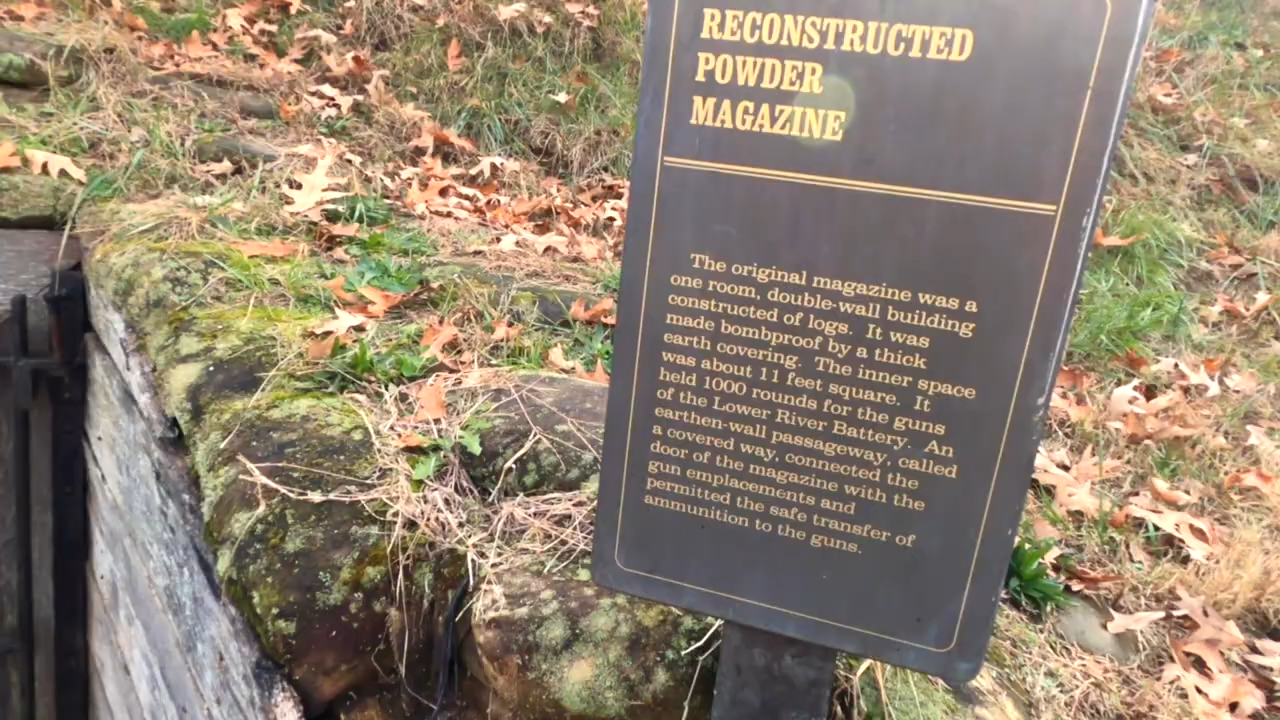 RECONSTRUCTED
POWDER
MAGAZINE
The original magazine was a
one room, double-wall building
constructed of logs. It was
made bombproof by a thick
earth covering. The inner space
was about 11 feet square. It
held 1000 rounds for the guns
of the Lower River Battery. An
earthen-wall passageway, called
a covered way, connected the
door of the magazine with the
gun emplacements and
permitted the safe transfer of
ammunition to the guns.